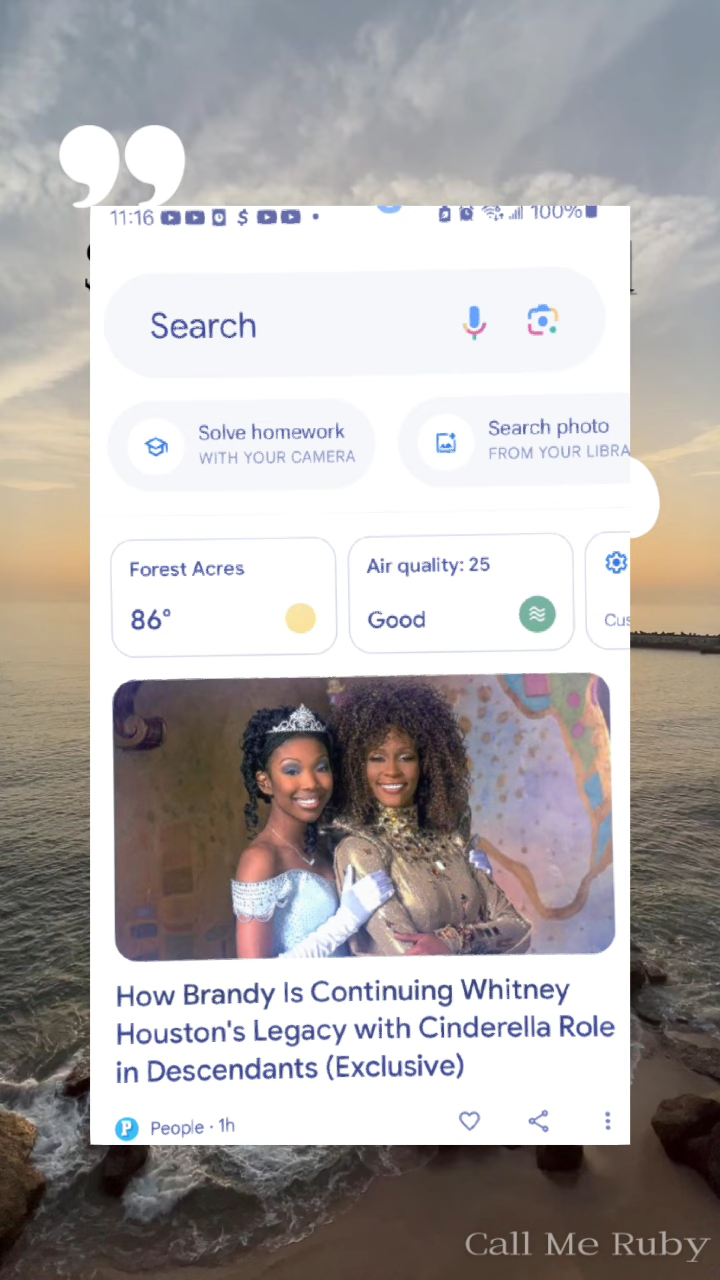 11:16
$
100%
Search
Solve homework
WITH YOUR CAMERA
Search photo
FROM YOUR LIBRA
Forest Acres
86°
Air quality: 25
Good
Cus
How Brandy Is Continuing Whitney
Houston's Legacy with Cinderella Role
in Descendants (Exclusive)
P People · 1h
Call Me Ruby